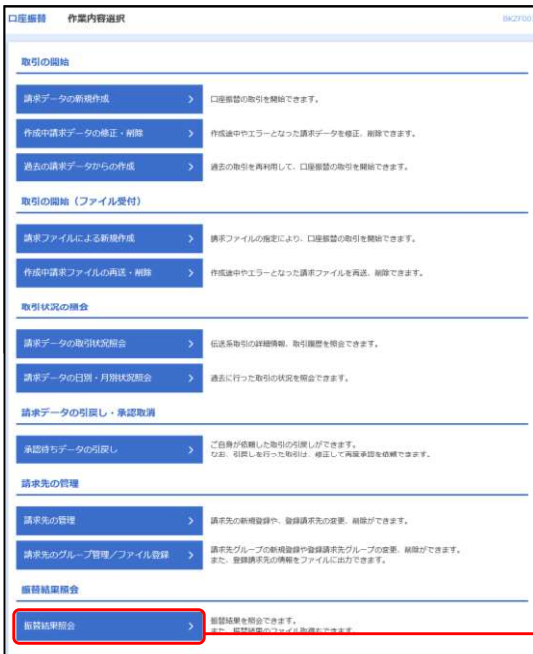 口座振替 作業内容選択 BKZF001
取引の開始
請求データの新規作成
口座振替の取引を開始できます。
作成中請求データの修正・削除
作成途中やエラーとなった請求データを修正、削除できます。
過去の請求データからの作成
過去の取引を再利用して、口座振替の取引を開始できます。
取引の開始（ファイル受付）
請求ファイルによる新規作成
請求ファイルの指定により、口座振替の取引を開始できます。
作成中請求ファイルの再送・削除
作成途中やエラーとなった請求ファイルを再送、削除できます。
取引状況の照会
請求データの取引状況照会
伝送系取引の詳細情報、取引履歴を照会できます。
請求データの日別・月別状況照会
過去に行った取引の状況を照会できます。
請求データの引戻し・承認取消
承認待ちデータの引戻し
ご自身が依頼した取引の引戻しができます。
なお、引戻しを行った取引は、修正して再度承認を依頼できます。
請求先の管理
請求先の管理
請求先の新規登録や、登録請求先の変更、削除ができます。
請求先のグループ管理／ファイル登録
請求先グループの新規登録や登録請求先グループの変更、削除ができます。
また、登録請求先の情報をファイルに出力できます。
振替結果照会
振替結果照会
振替結果を照会できます。
また、振替結果のファイル取得もできます。